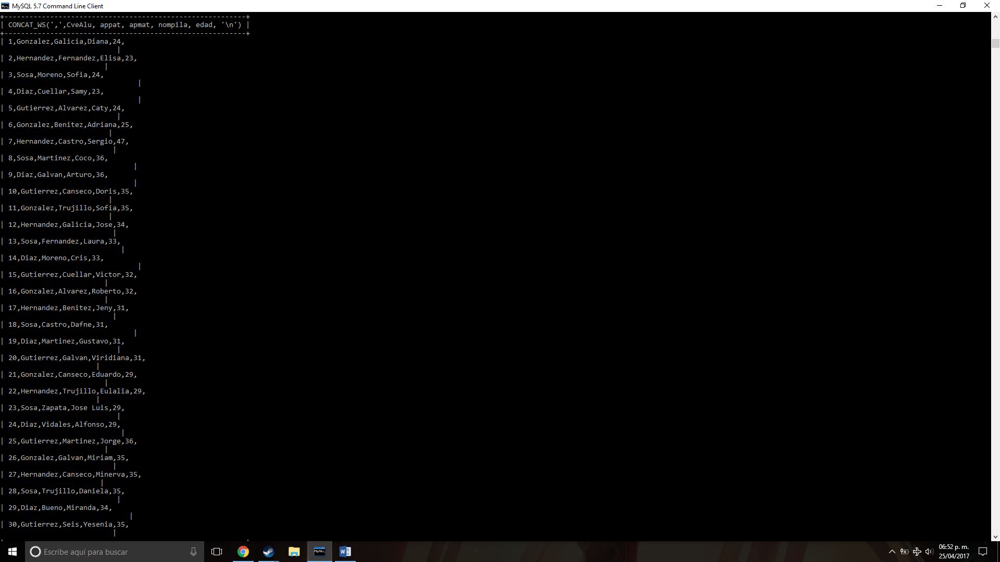 MySQL 5.7 Command Line Client
+----------------------------------------------------------+
| CONCAT_WS(',',CveAlu, appat, apmat, nompila, edad, '\n') |
+----------------------------------------------------------+
| 1,Gonzalez,Galicia,Diana,24,
|
| 2,Hernandez,Fernandez,Elisa,23,
|
| 3,Sosa,Moreno,Sofia,24,
|
| 4,Diaz,Cuellar,Samy,23,
|
| 5,Gutierrez,Alvarez,Caty,24,
|
| 6,Gonzalez,Benitez,Adriana,25,
|
| 7,Hernandez,Castro,Sergio,47,
|
| 8,Sosa,Martinez,Coco,36,
|
| 9,Diaz,Galvan,Arturo,36,
|
| 10,Gutierrez,Canseco,Doris,35,
|
| 11,Gonzalez,Trujillo,Sofia,35,
|
| 12,Hernandez,Galicia,Jose,34,
|
| 13,Sosa,Fernandez,Laura,33,
|
| 14,Diaz,Moreno,Cris,33,
|
| 15,Gutierrez,Cuellar,Victor,32,
|
| 16,Gonzalez,Alvarez,Roberto,32,
|
| 17,Hernandez,Benitez,Jeny,31,
|
| 18,Sosa,Castro,Dafne,31,
|
| 19,Diaz,Martinez,Gustavo,31,
|
| 20,Gutierrez,Galvan,Viridiana,31,
|
| 21,Gonzalez,Canseco,Eduardo,29,
|
| 22,Hernandez,Trujillo,Eulalia,29,
|
| 23,Sosa,Zapata,Jose Luis,29,
|
| 24,Diaz,Vidales,Alfonso,29,
|
| 25,Gutierrez,Martinez,Jorge,36,
|
| 26,Gonzalez,Galvan,Miriam,35,
|
| 27,Hernandez,Canseco,Minerva,35,
|
| 28,Sosa,Trujillo,Daniela,35,
|
| 29,Diaz,Bueno,Miranda,34,
|
| 30,Gutierrez,Seis,Yesenia,35,
|
Escribe aquí para buscar
06:52 p. m.
25/04/2017